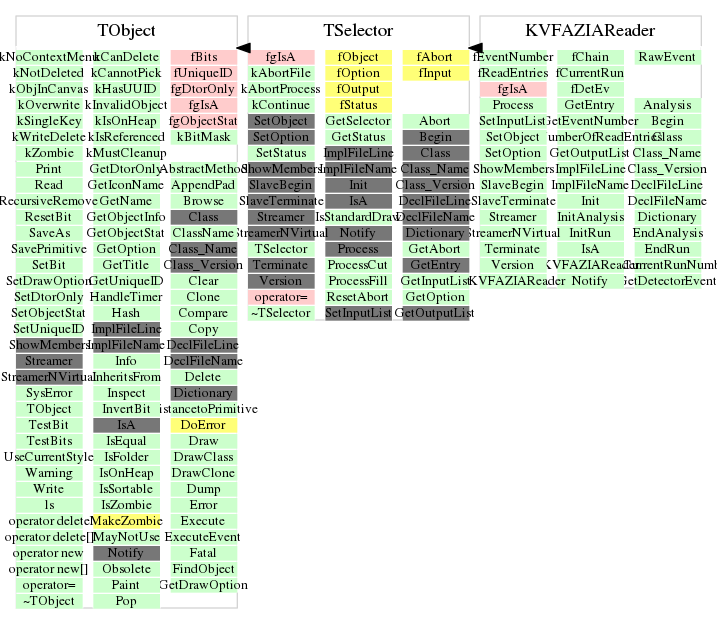 TObject
kNoContextMenu kCanDelete fBits
kNotDeleted kCannotPick fUniqueID
kObjInCanvas kHasUUID fgDtorOnly
kOverwrite kInvalidObject fgIsA
kSingleKey kIsOnHeap fgObjectStat
kWriteDelete kIsReferenced kBitMask
kZombie kMustCleanup
Print GetDtorOnly AbstractMethod
Read GetIconName AppendPad
RecursiveRemove GetName Browse
ResetBit GetObjectInfo Class
SaveAs GetObjectStat ClassName
SavePrimitive GetOption Class_Name
SetBit GetTitle Class_Version
SetDrawOption GetUniqueID Clear
SetDtorOnly HandleTimer Clone
SetObjectStat Hash Compare
SetUniqueID ImplFileLine Copy
ShowMembers ImplFileName DeclFileLine
Streamer Info DeclFileName
StreamerNVirtual InheritsFrom Delete
SysError Inspect Dictionary
TObject InvertBit istancetoPrimitive
TestBit IsA DoError
TestBits IsEqual Draw
UseCurrentStyle IsFolder DrawClass
Warning IsOnHeap DrawClone
Write IsSortable Dump
ls IsZombie Error
operator delete MakeZombie Execute
operator delete[] MayNotUse ExecuteEvent
operator new Notify Fatal
operator new[] Obsolete FindObject
operator= Paint GetDrawOption
~TObject Pop
TSelector
fgIsA fObject fAbort
kAbortFile fOption fInput
kAbortProcess fOutput
kContinue fStatus
SetObject GetSelector Abort
SetOption GetStatus Begin
SetStatus ImplFileLine Class
ShowMembers ImplFileName Class_Name
SlaveBegin Init Class_Version
SlaveTerminate IsA DeclFileLine
Streamer IsStandardDraw DeclFileName
StreamerNVirtual Notify Dictionary
TSelector Process GetAbort
Terminate ProcessCut GetEntry
Version ProcessFill GetInputList
operator= ResetAbort GetOption
~TSelector SetInputList GetOutputList
KVFAZIAReader
fEventNumber fChain RawEvent
fReadEntries fCurrentRun
fgIsA fDetEv
Process GetEntry Analysis
SetInputList GetEventNumber Begin
SetObject umberOfReadEntries Class
SetOption GetOutputList Class_Name
ShowMembers ImplFileLine Class_Version
SlaveBegin ImplFileName DeclFileLine
SlaveTerminate Init DeclFileName
Streamer InitAnalysis Dictionary
StreamerNVirtual InitRun EndAnalysis
Terminate IsA EndRun
Version KVFAZIAReader CurrentRunNumb
KVFAZIAReader Notify GetDetectorEvent